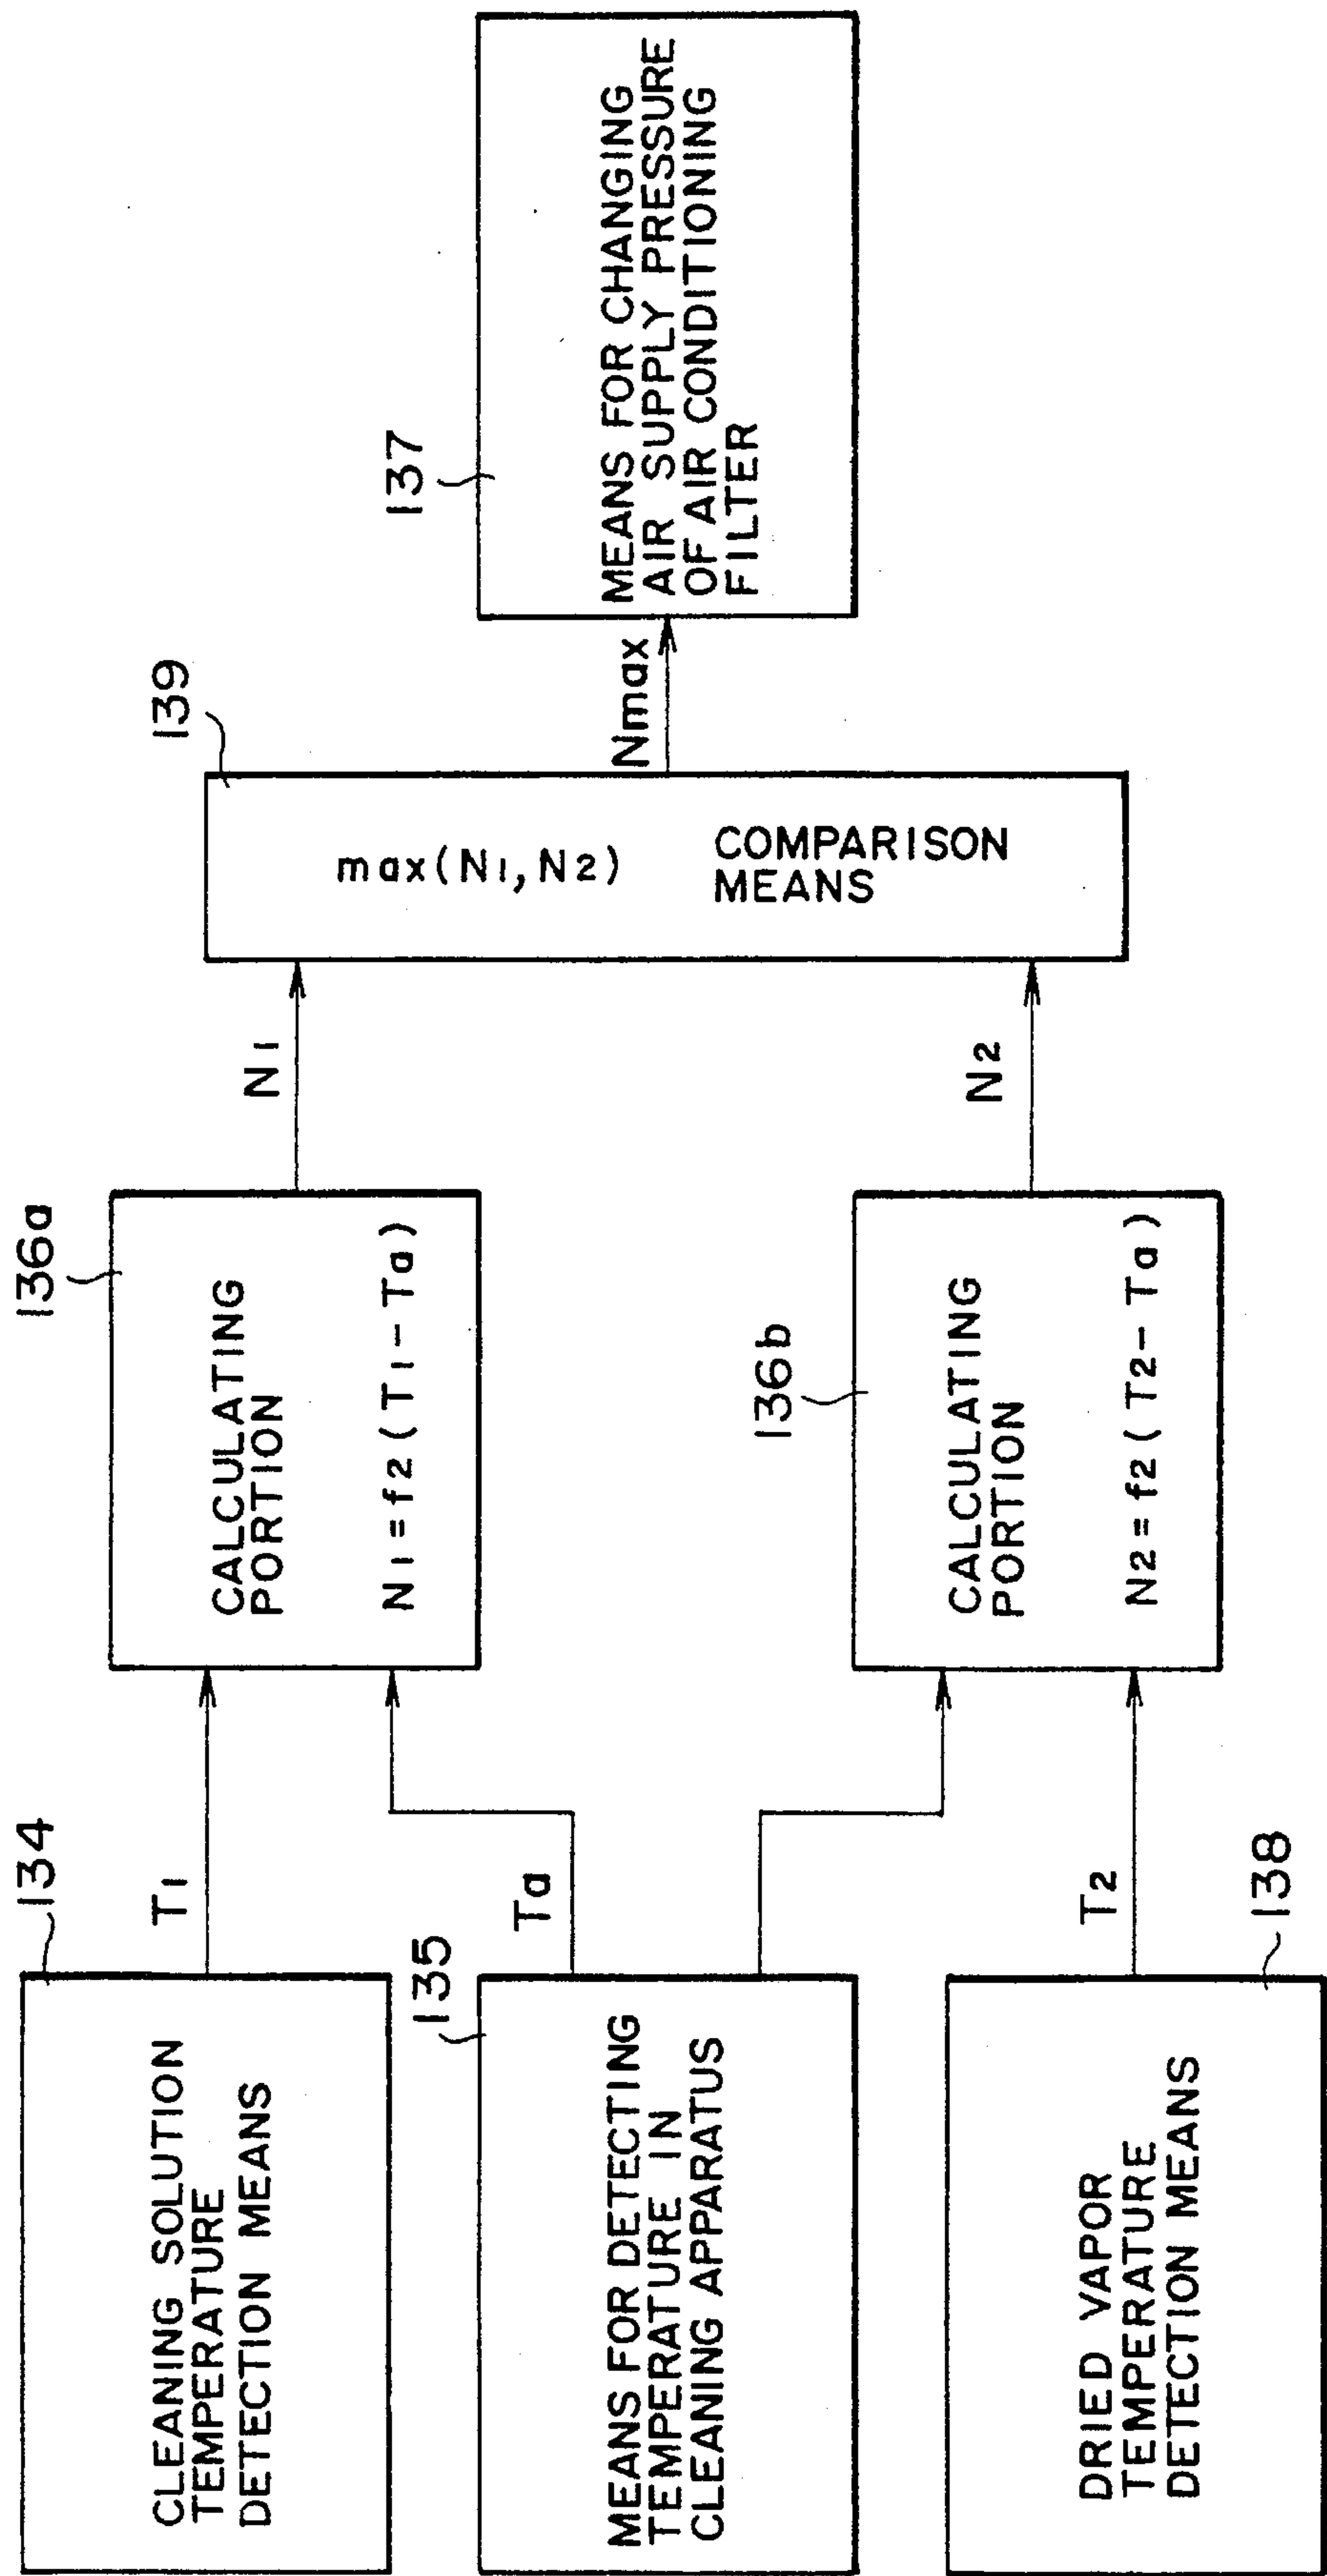 134
CLEANING SOLUTION
TEMPERATURE
DETECTION MEANS
T1
135
MEANS FOR DETECTING
TEMPERATURE IN
CLEANING APPARATUS
Ta
DRIED VAPOR
TEMPERATURE
DETECTION MEANS
T2
138
136a
CALCULATING
PORTION
N1=f2(T1-Ta)
N1
136b
CALCULATING
PORTION
N2=f2(T2-Ta)
N2
139
max(N1,N2)
COMPARISON
MEANS
Nmax
137
MEANS FOR CHANGING
AIR SUPPLY PRESSURE
OF AIR CONDITIONING
FILTER